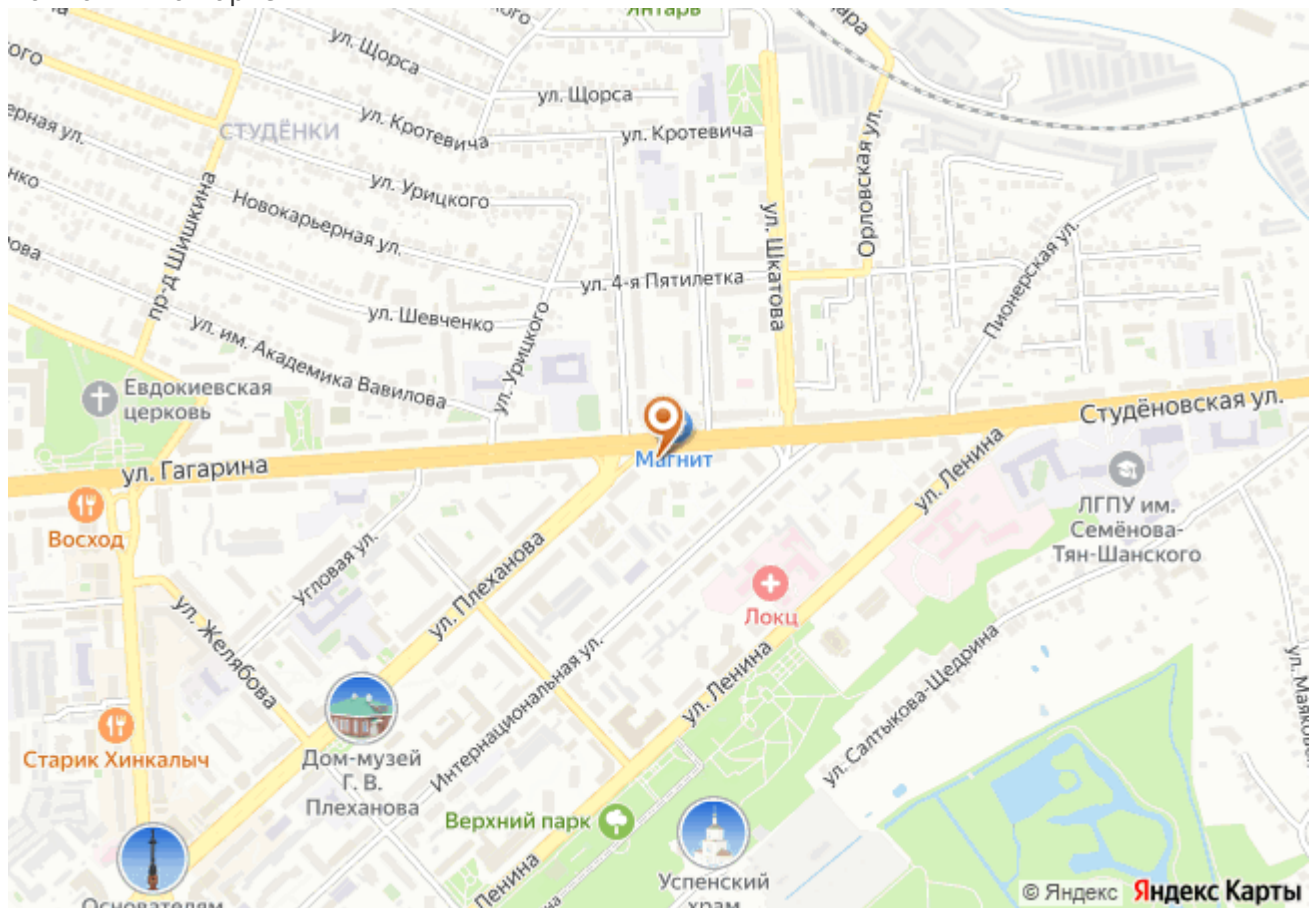 Янтарь
ул. Щорса
ул. Щорса
ул. Кротевича
ул. Кротевича
СТУДЁНКИ
ул. Урицкого
Новокарьерная ул.
ул. 4-я Пятилетка
ул. Шкатова
Орловская ул.
Пионерская ул.
пр-д Шишкина
ул. Шевченко
ул. им. Академика Вавилова
ул. Урицкого
Евдокиевская
церковь
Студёновская ул.
ул. Гагарина
Магнит
ул. Ленина
ЛГПУ им.
Семёнова-
Тян-Шанского
Восход
Угловая ул.
ул. Плеханова
Локц
ул. Желябова
Интернациональная ул.
ул. Ленина
ул. Салтыкова-Щедрина
Старик Хинкалыч
Дом-музей
Г. В.
Плеханова
Верхний парк
Успенский
храм
Ленина
Основателям
© Яндекс Яндекс Карты